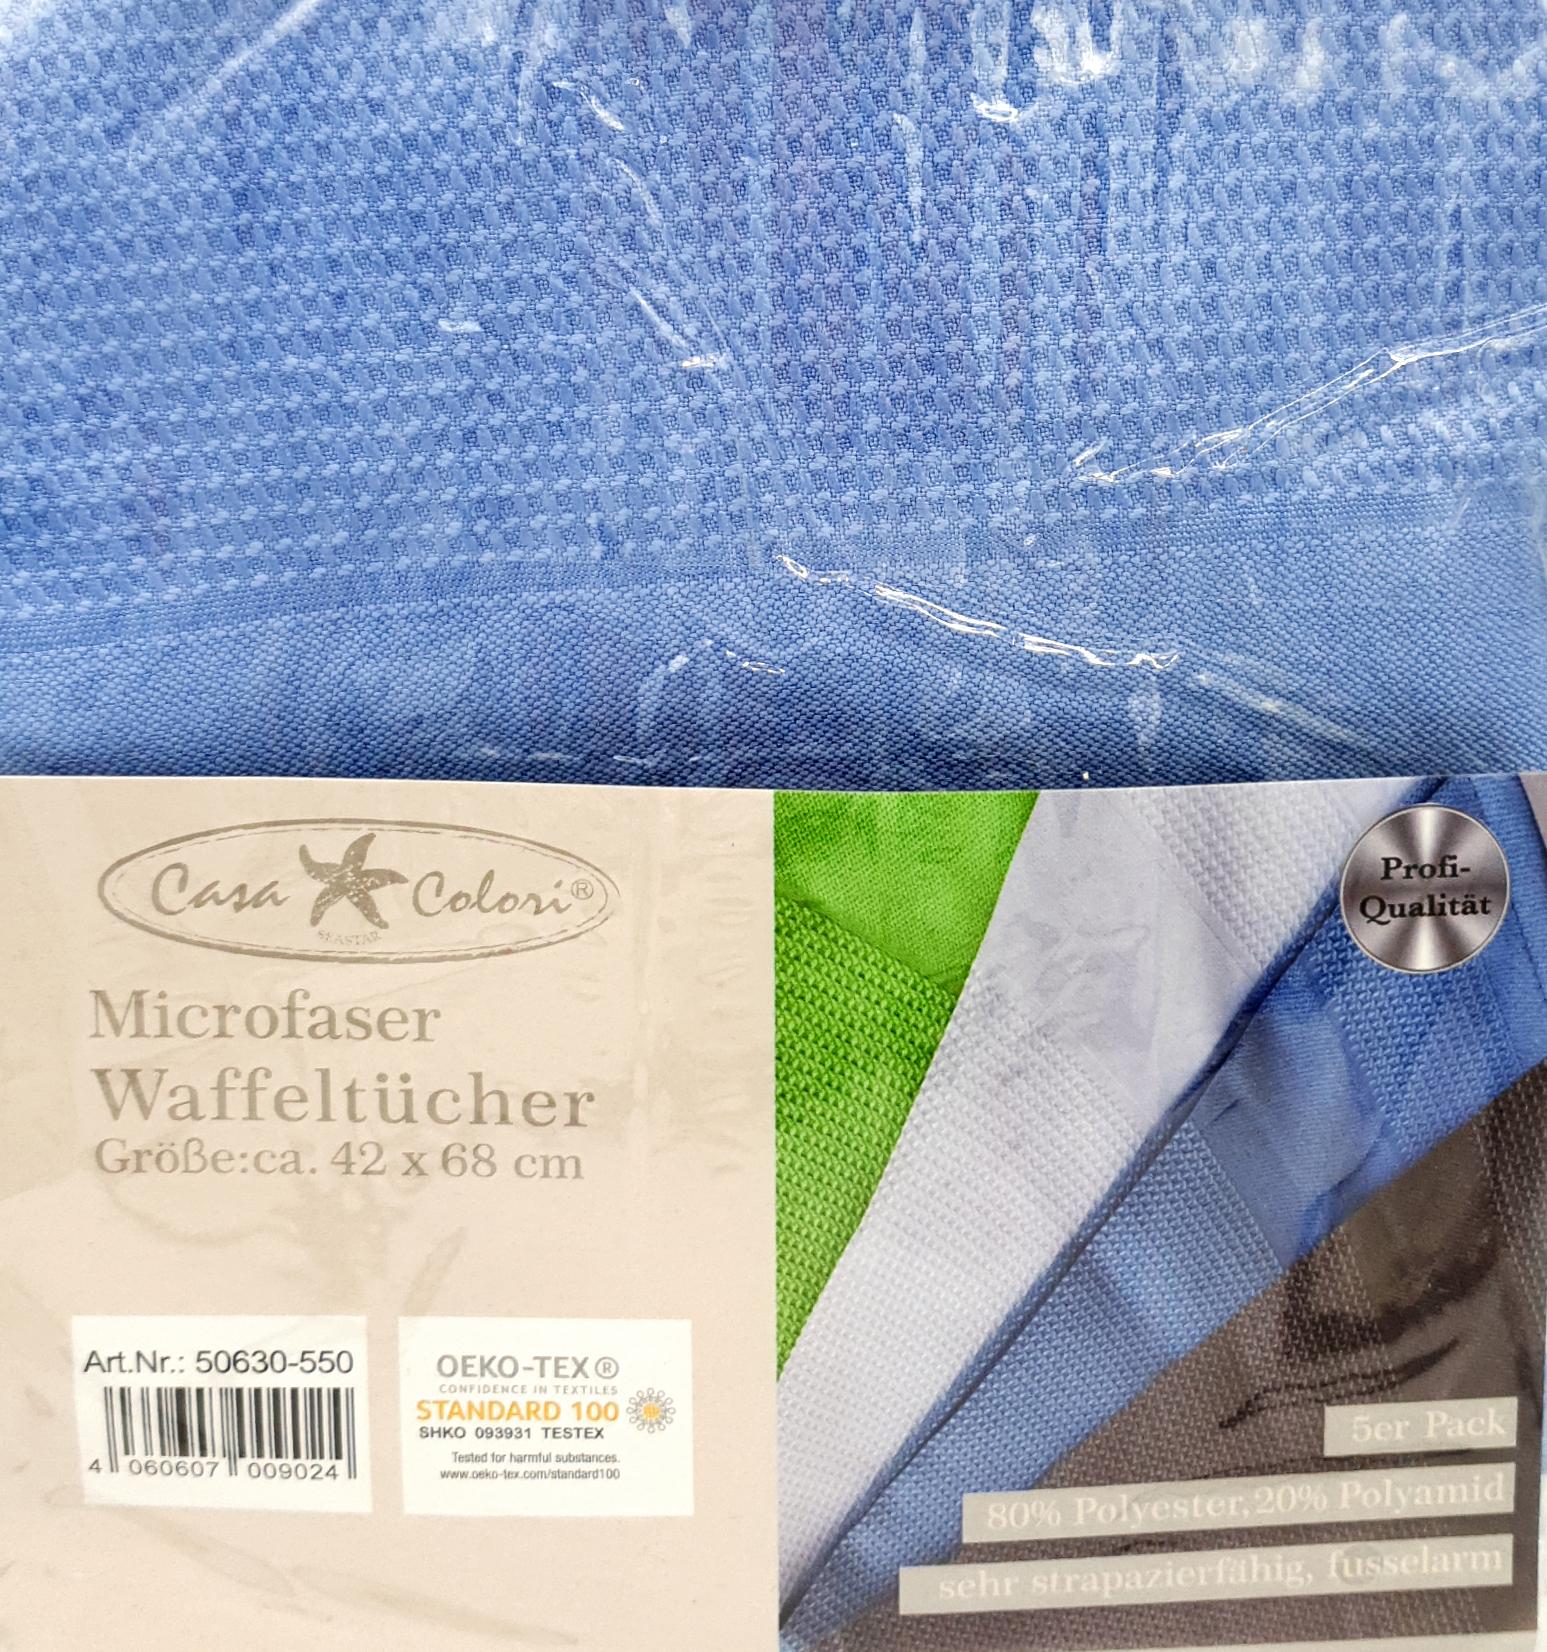 Casa Colori®
SEASTAR
Microfaser
Waffeltücher
Größe:ca. 42 x 68 cm
Art.Nr.: 50630-550
4 060607 009024
OEKO-TEX®
CONFIDENCE IN TEXTILES
STANDARD 100
SHKO 093931 TESTEX
Tested for harmful substances.
www.oeko-tex.com/standard100
Profi-
Qualität
5er Pack
80% Polyester,20% Polyamid
sehr strapazierfähig, fusselarm